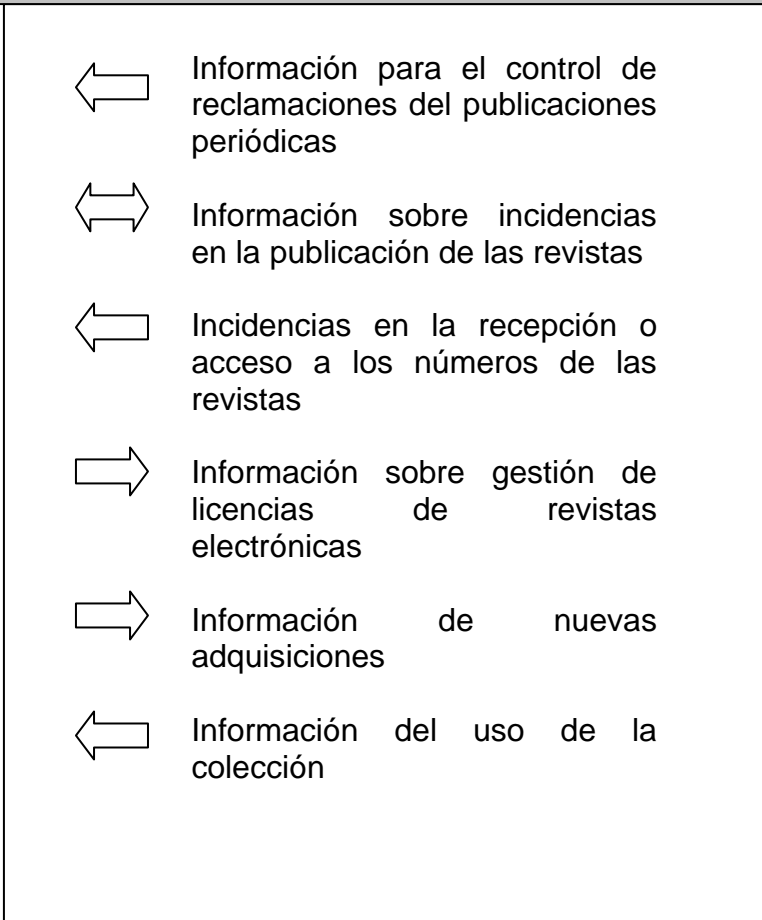 Información para el control de
reclamaciones del publicaciones
periódicas
Información sobre incidencias
en la publicación de las revistas
Incidencias en la recepción o
acceso a los números de las
revistas
Información sobre gestión de
licencias de revistas
electrónicas
Información de nuevas
adquisiciones
Información del uso de la
colección